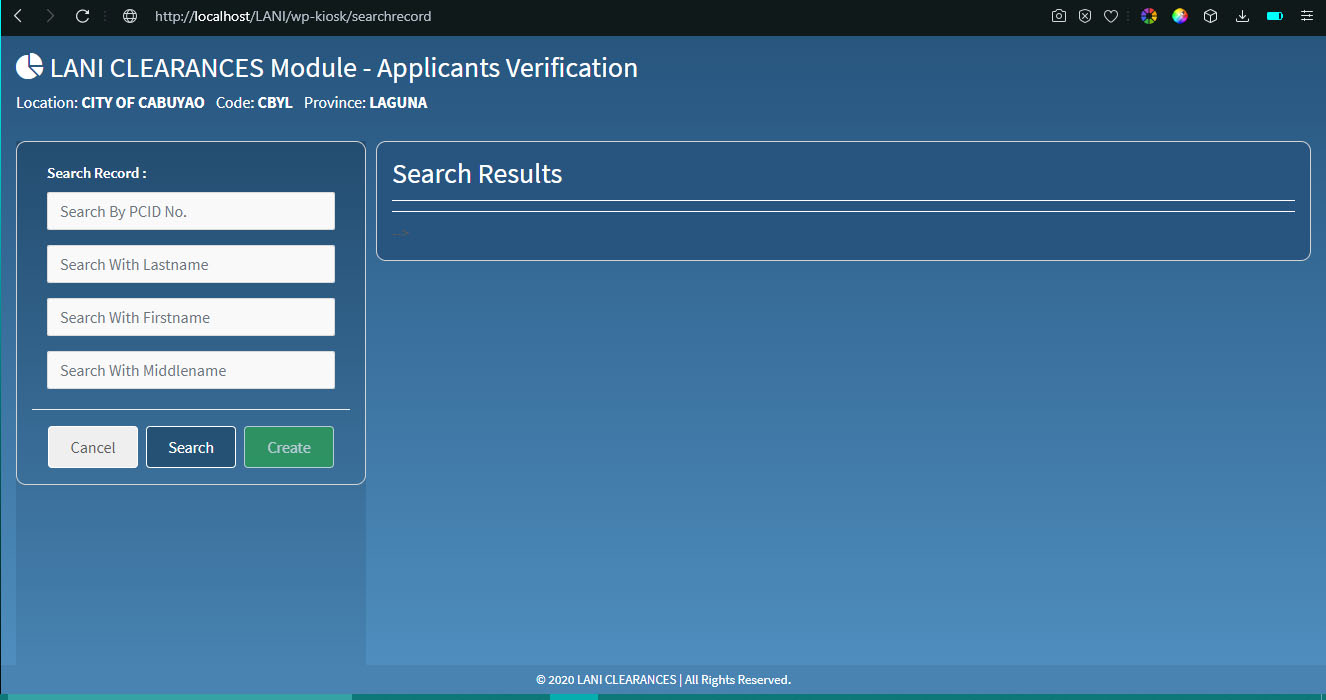 http://localhost/LANI/wp-kiosk/searchrecord
LANI CLEARANCES Module - Applicants Verification
Location: CITY OF CABUYAO Code: CBYL Province: LAGUNA
Search Record :
Search By PCID No.
Search With Lastname
Search With Firstname
Search With Middlename
Cancel Search Create
Search Results
-->
© 2020 LANI CLEARANCES | All Rights Reserved.